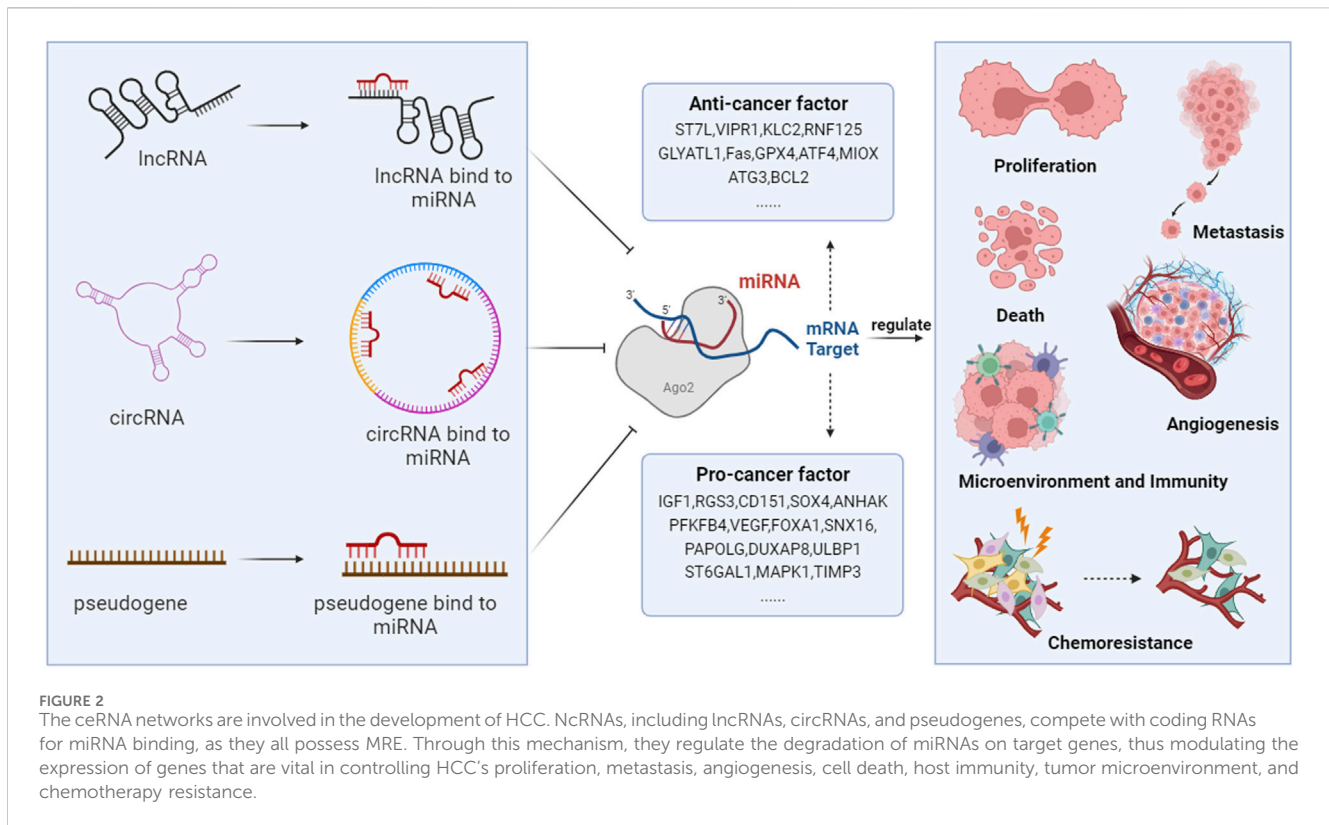 lncRNA
lncRNA bind to
miRNA
circRNA
circRNA bind to
miRNA
pseudogene
pseudogene bind to
miRNA
Anti-cancer factor
ST7L,VIPR1,KLC2,RNF125
GLYATL1,Fas,GPX4,ATF4,MIOX
ATG3,BCL2
......
miRNA
3'
5'
3'
mRNA
Target
Ago2
regulate
Pro-cancer factor
IGF1,RGS3,CD151,SOX4,ANHAK
PFKFB4,VEGF,FOXA1,SNX16,
PAPOLG,DUXAP8,ULBP1
ST6GAL1,MAPK1,TIMP3
......
Proliferation
Metastasis
Death
Angiogenesis
Microenvironment and Immunity
Chemoresistance
FIGURE 2
The ceRNA networks are involved in the development of HCC. NcRNAs, including lncRNAs, circRNAs, and pseudogenes, compete with coding RNAs
for miRNA binding, as they all possess MRE. Through this mechanism, they regulate the degradation of miRNAs on target genes, thus modulating the
expression of genes that are vital in controlling HCC's proliferation, metastasis, angiogenesis, cell death, host immunity, tumor microenvironment, and
chemotherapy resistance.